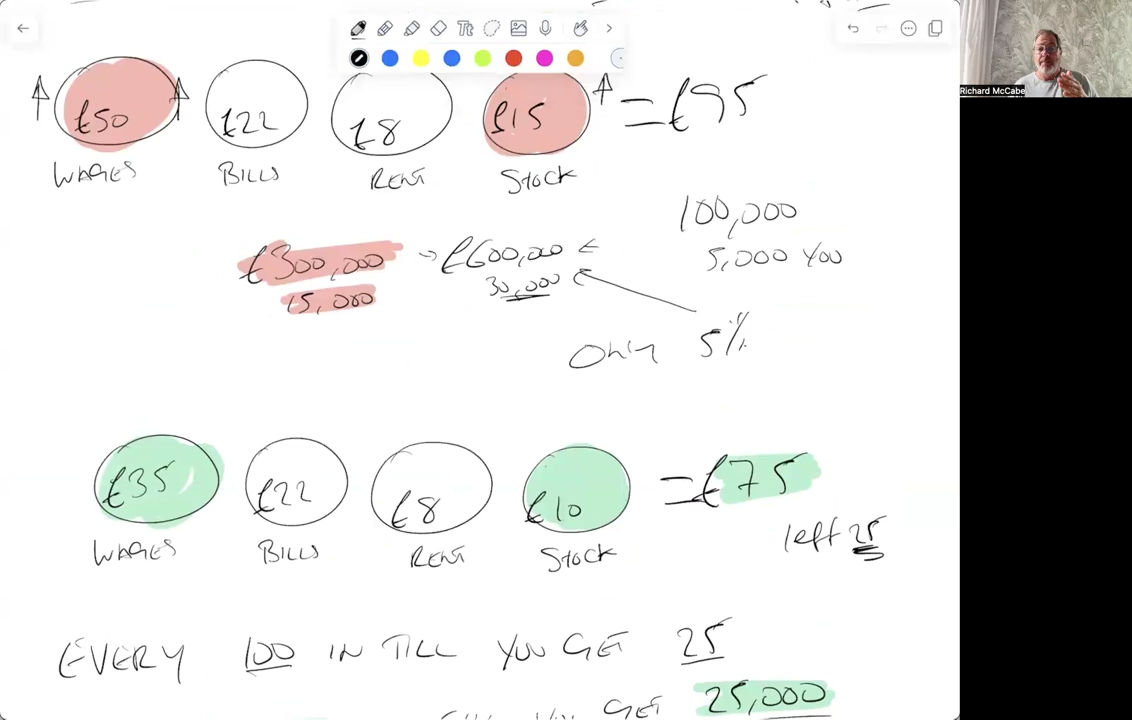 Tt
Richard McCabe
£50 £22 £8 £15 = £95
WAGES BILLS RENT STOCK
100,000
£300,000 → £600,000 ←
5,000 YOU
15,000 30,000 ←
ONLY 5%
£35 £22 £8 £10 = £75
left 25
WAGES BILLS RENT STOCK
EVERY 100 IN TILL YOU GET 25
GET 25,000